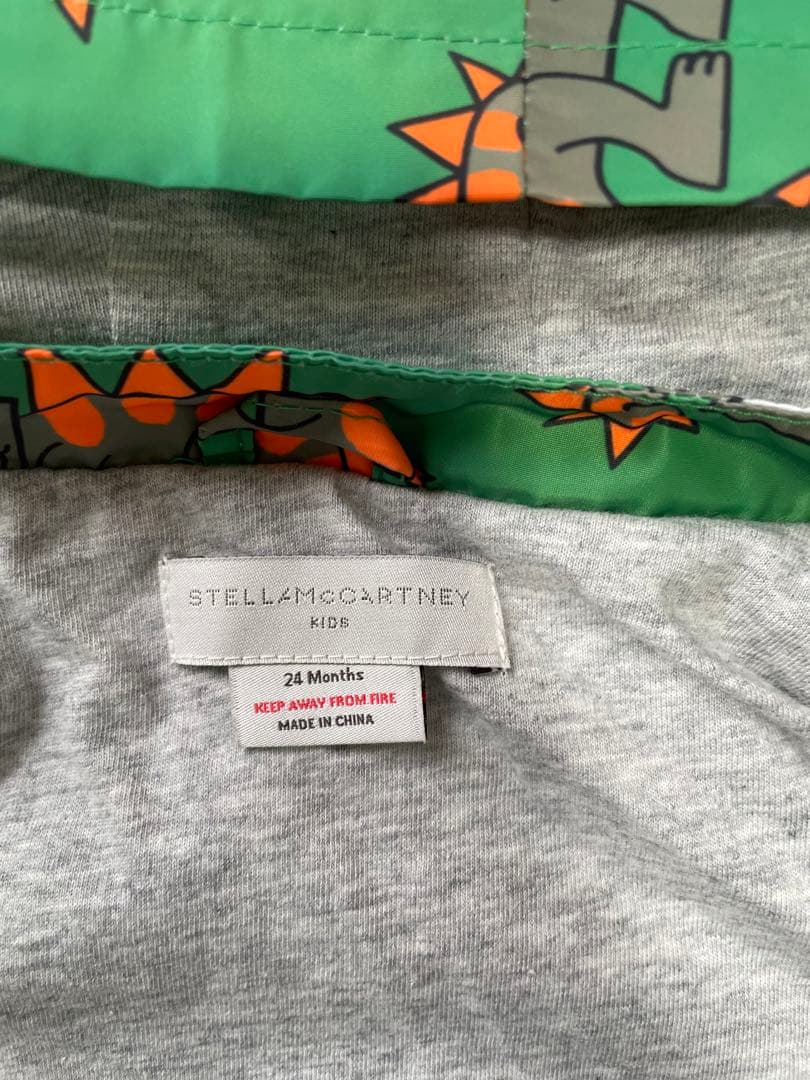 STELLAMcCARTNEY
KIDS
24 Months
KEEP AWAY FROM FIRE
MADE IN CHINA